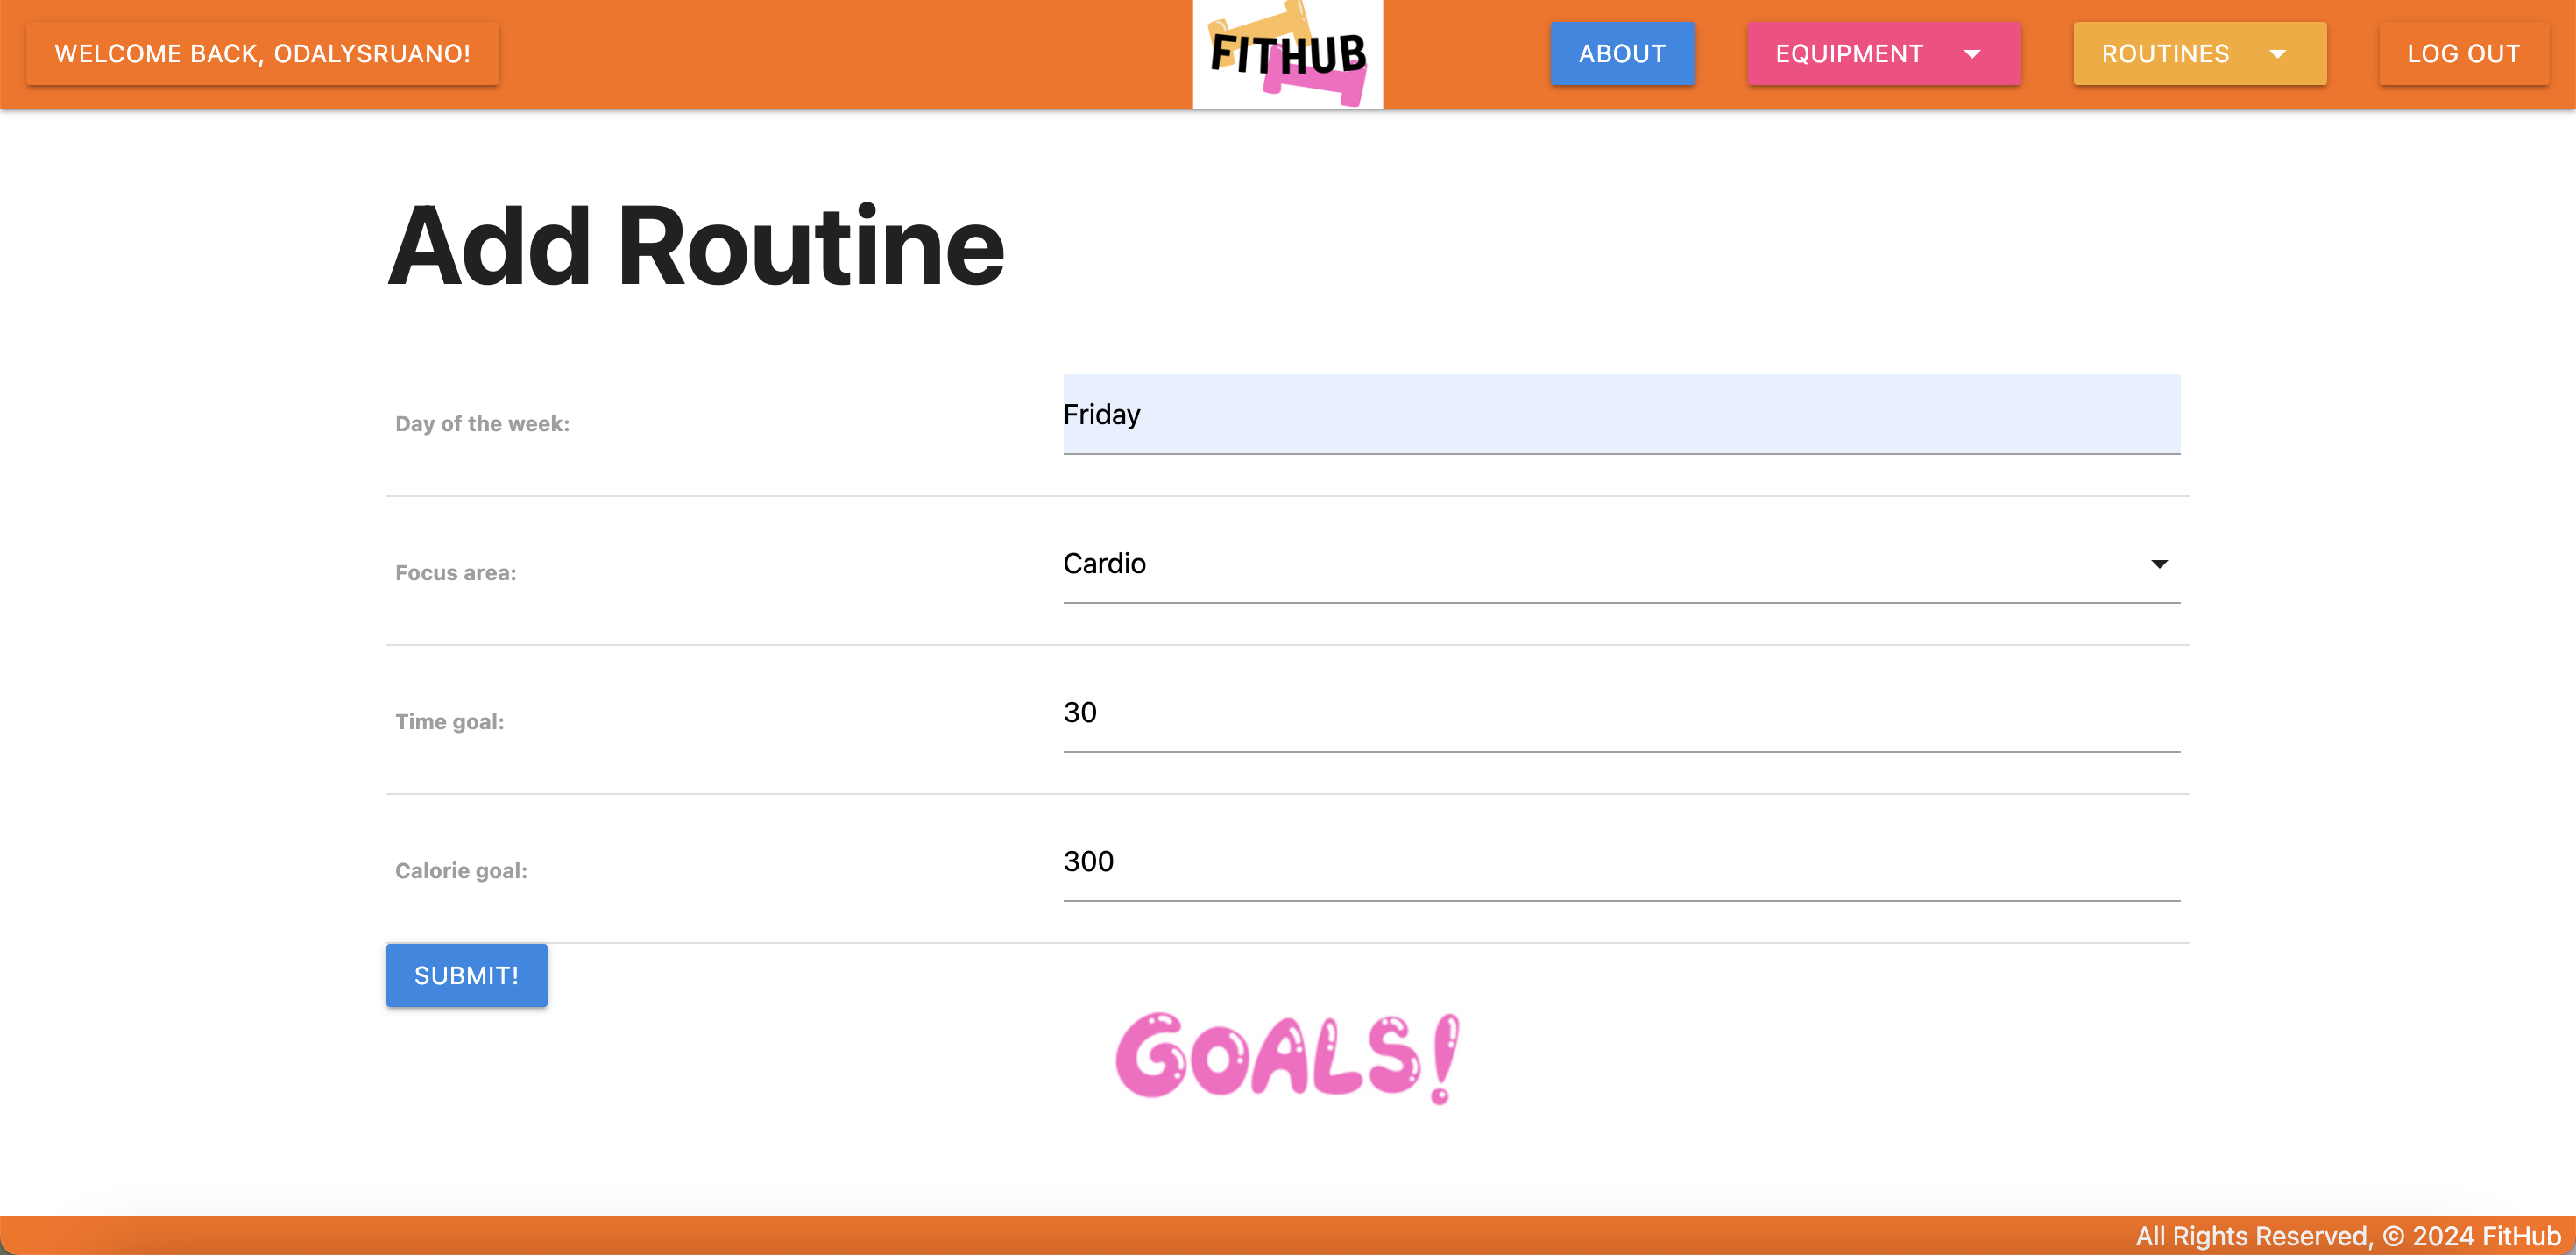 WELCOME BACK, ODALYSRUANO!
FITHUB
ABOUT
EQUIPMENT
ROUTINES
LOG OUT
Add Routine
Day of the week:
Friday
Focus area:
Cardio
Time goal:
30
Calorie goal:
300
SUBMIT!
GOALS!
All Rights Reserved, © 2024 FitHub